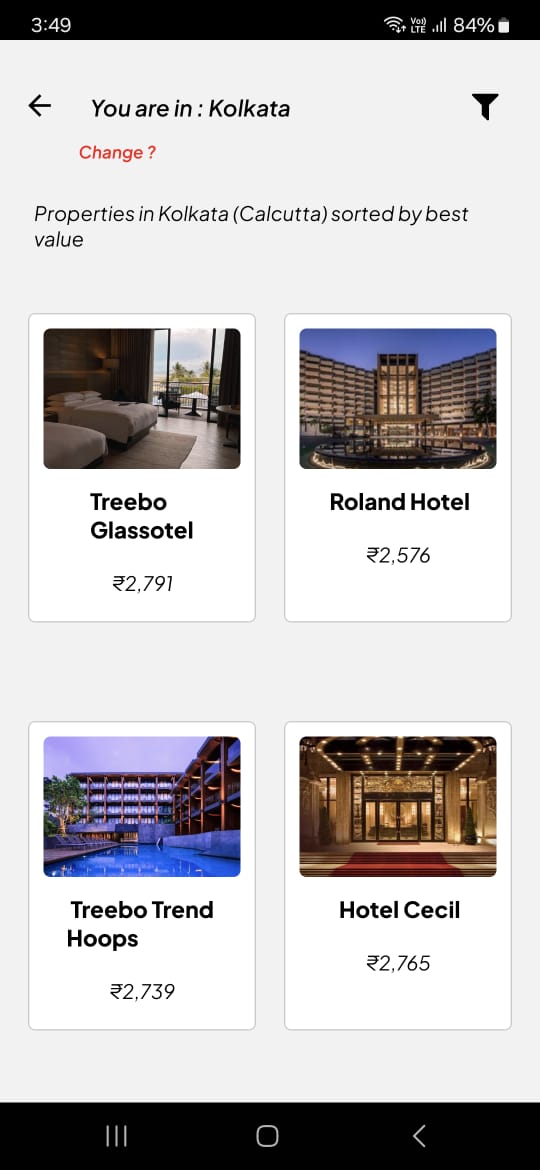 3:49
Vo))
LTE
84%
You are in : Kolkata
Change ?
Properties in Kolkata (Calcutta) sorted by best
value
Treebo
Glassotel
₹2,791
Roland Hotel
₹2,576
Treebo Trend
Hoops
₹2,739
Hotel Cecil
₹2,765